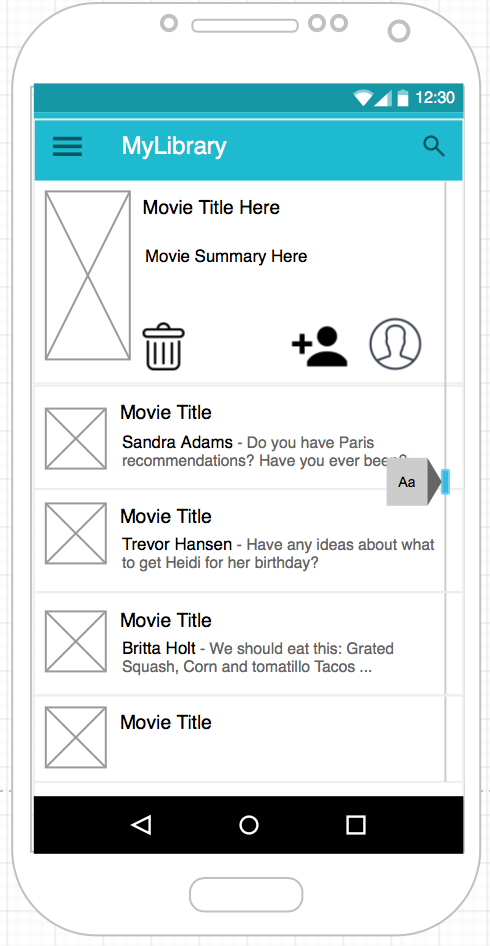 12:30
MyLibrary
Movie Title Here
Movie Summary Here
Movie Title
Sandra Adams - Do you have Paris
recommendations? Have you ever been?
Aa
Movie Title
Trevor Hansen - Have any ideas about what
to get Heidi for her birthday?
Movie Title
Britta Holt - We should eat this: Grated
Squash, Corn and tomatillo Tacos ...
Movie Title